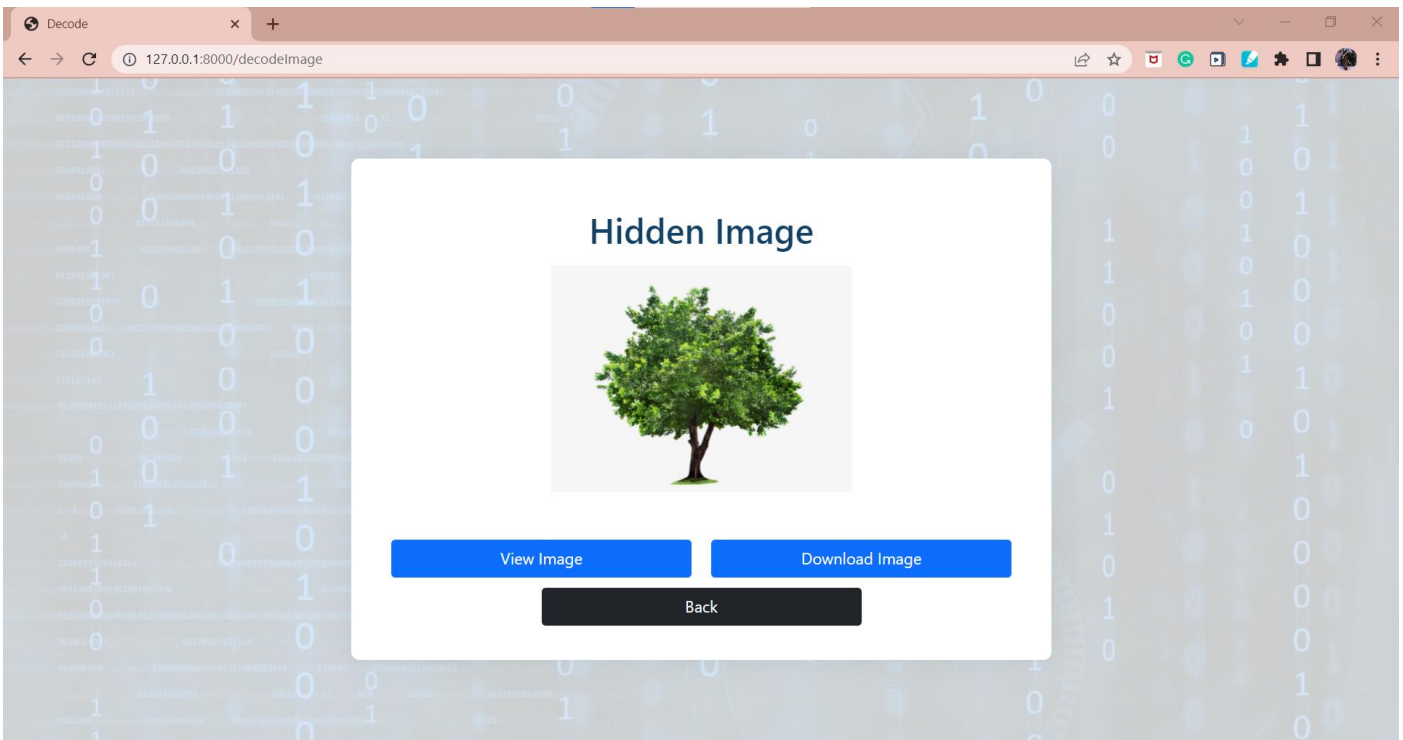 Decode
127.0.0.1:8000/decodeImage
Hidden Image
View Image
Download Image
Back